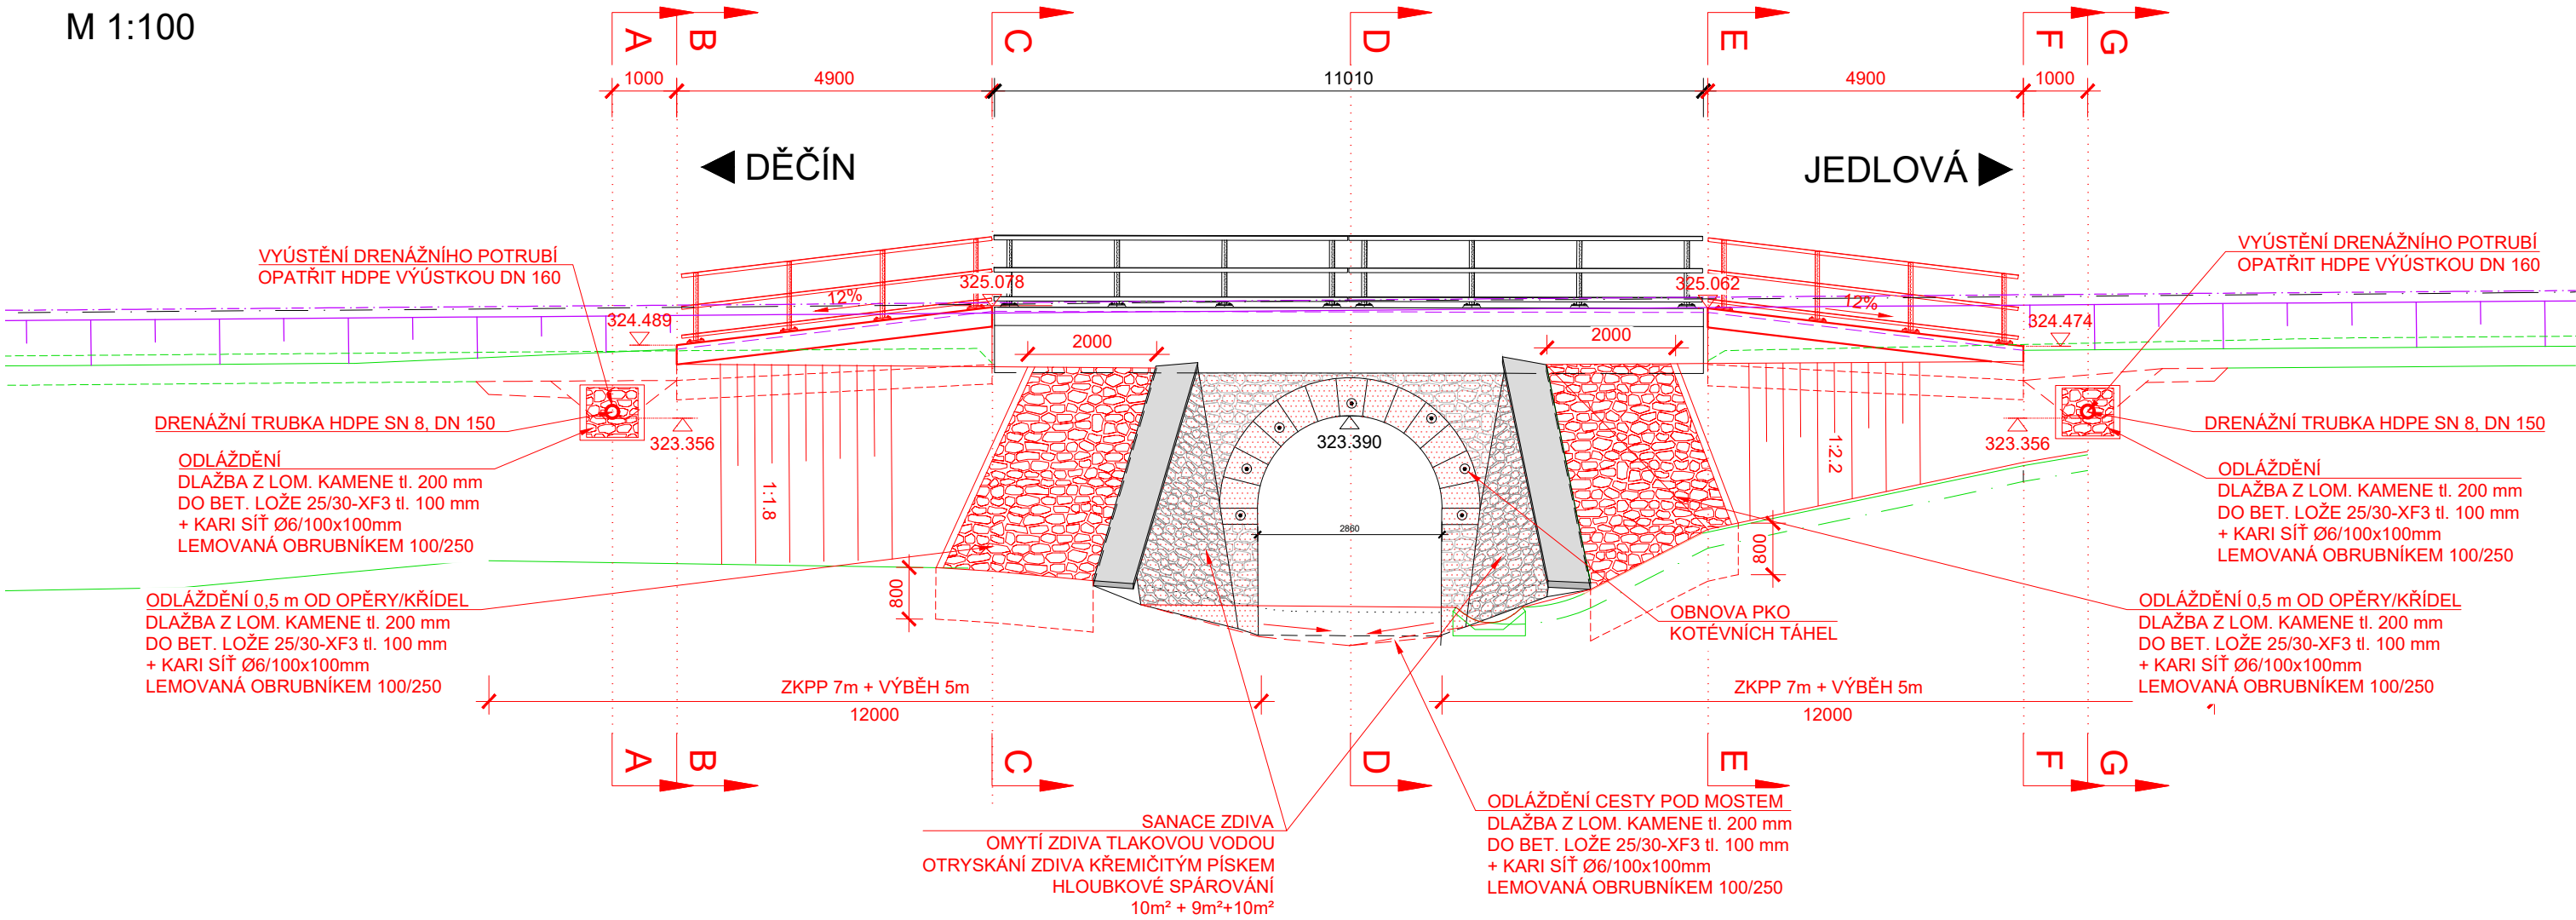 M 1:100
A
B
C
D
E
F
G
1000
4900
11010
4900
1000
DĚČÍN
JEDLOVÁ
VYÚSTĚNÍ DRENÁŽNÍHO POTRUBÍ
OPATŘIT HDPE VÝÚSTKOU DN 160
VYÚSTĚNÍ DRENÁŽNÍHO POTRUBÍ
OPATŘIT HDPE VÝÚSTKOU DN 160
12%
325.078
325.062
12%
324.489
324.474
2000
2000
DRENÁŽNÍ TRUBKA HDPE SN 8, DN 150
323.356
323.390
323.356
DRENÁŽNÍ TRUBKA HDPE SN 8, DN 150
ODLÁŽDĚNÍ
DLAŽBA Z LOM. KAMENE tl. 200 mm
DO BET. LOŽE 25/30-XF3 tl. 100 mm
+ KARI SÍŤ Ø6/100x100mm
LEMOVANÁ OBRUBNÍKEM 100/250
1:1.8
1:2.2
ODLÁŽDĚNÍ
DLAŽBA Z LOM. KAMENE tl. 200 mm
DO BET. LOŽE 25/30-XF3 tl. 100 mm
+ KARI SÍŤ Ø6/100x100mm
LEMOVANÁ OBRUBNÍKEM 100/250
2860
800
800
ODLÁŽDĚNÍ 0,5 m OD OPĚRY/KŘÍDEL
DLAŽBA Z LOM. KAMENE tl. 200 mm
DO BET. LOŽE 25/30-XF3 tl. 100 mm
+ KARI SÍŤ Ø6/100x100mm
LEMOVANÁ OBRUBNÍKEM 100/250
OBNOVA PKO
KOTÉVNÍCH TÁHEL
ODLÁŽDĚNÍ 0,5 m OD OPĚRY/KŘÍDEL
DLAŽBA Z LOM. KAMENE tl. 200 mm
DO BET. LOŽE 25/30-XF3 tl. 100 mm
+ KARI SÍŤ Ø6/100x100mm
LEMOVANÁ OBRUBNÍKEM 100/250
ZKPP 7m + VÝBĚH 5m
12000
ZKPP 7m + VÝBĚH 5m
12000
A
B
C
D
E
F
G
SANACE ZDIVA
OMYTÍ ZDIVA TLAKOVOU VODOU
OTRYSKÁNÍ ZDIVA KŘEMIČITÝM PÍSKEM
HLOUBKOVÉ SPÁROVÁNÍ
10m² + 9m²+10m²
ODLÁŽDĚNÍ CESTY POD MOSTEM
DLAŽBA Z LOM. KAMENE tl. 200 mm
DO BET. LOŽE 25/30-XF3 tl. 100 mm
+ KARI SÍŤ Ø6/100x100mm
LEMOVANÁ OBRUBNÍKEM 100/250